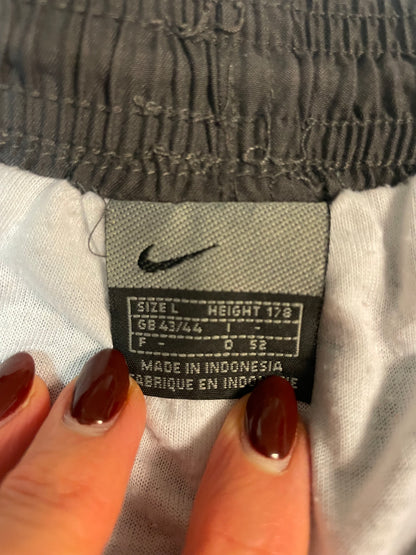 SIZE L HEIGHT 178
GB 43/44 I -
F - D 52
MADE IN INDONESIA
FABRIQUE EN INDONESIE